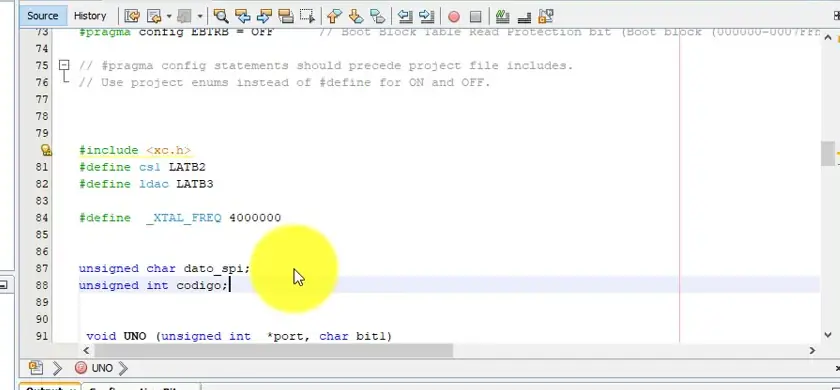 Source History
73 #pragma config EBTRB = OFF // Boot Block Table Read Protection bit (Boot block (000000-0007FFh
74
75 // #pragma config statements should precede project file includes.
76 // Use project enums instead of #define for ON and OFF.
77
78
79
#include <xc.h>
81 #define cs1 LATB2
82 #define ldac LATB3
83
84 #define _XTAL_FREQ 4000000
85
86
87 unsigned char dato_spi;
88 unsigned int codigo;
89
90 void UNO (unsigned int *port, char bit1)
91
UNO